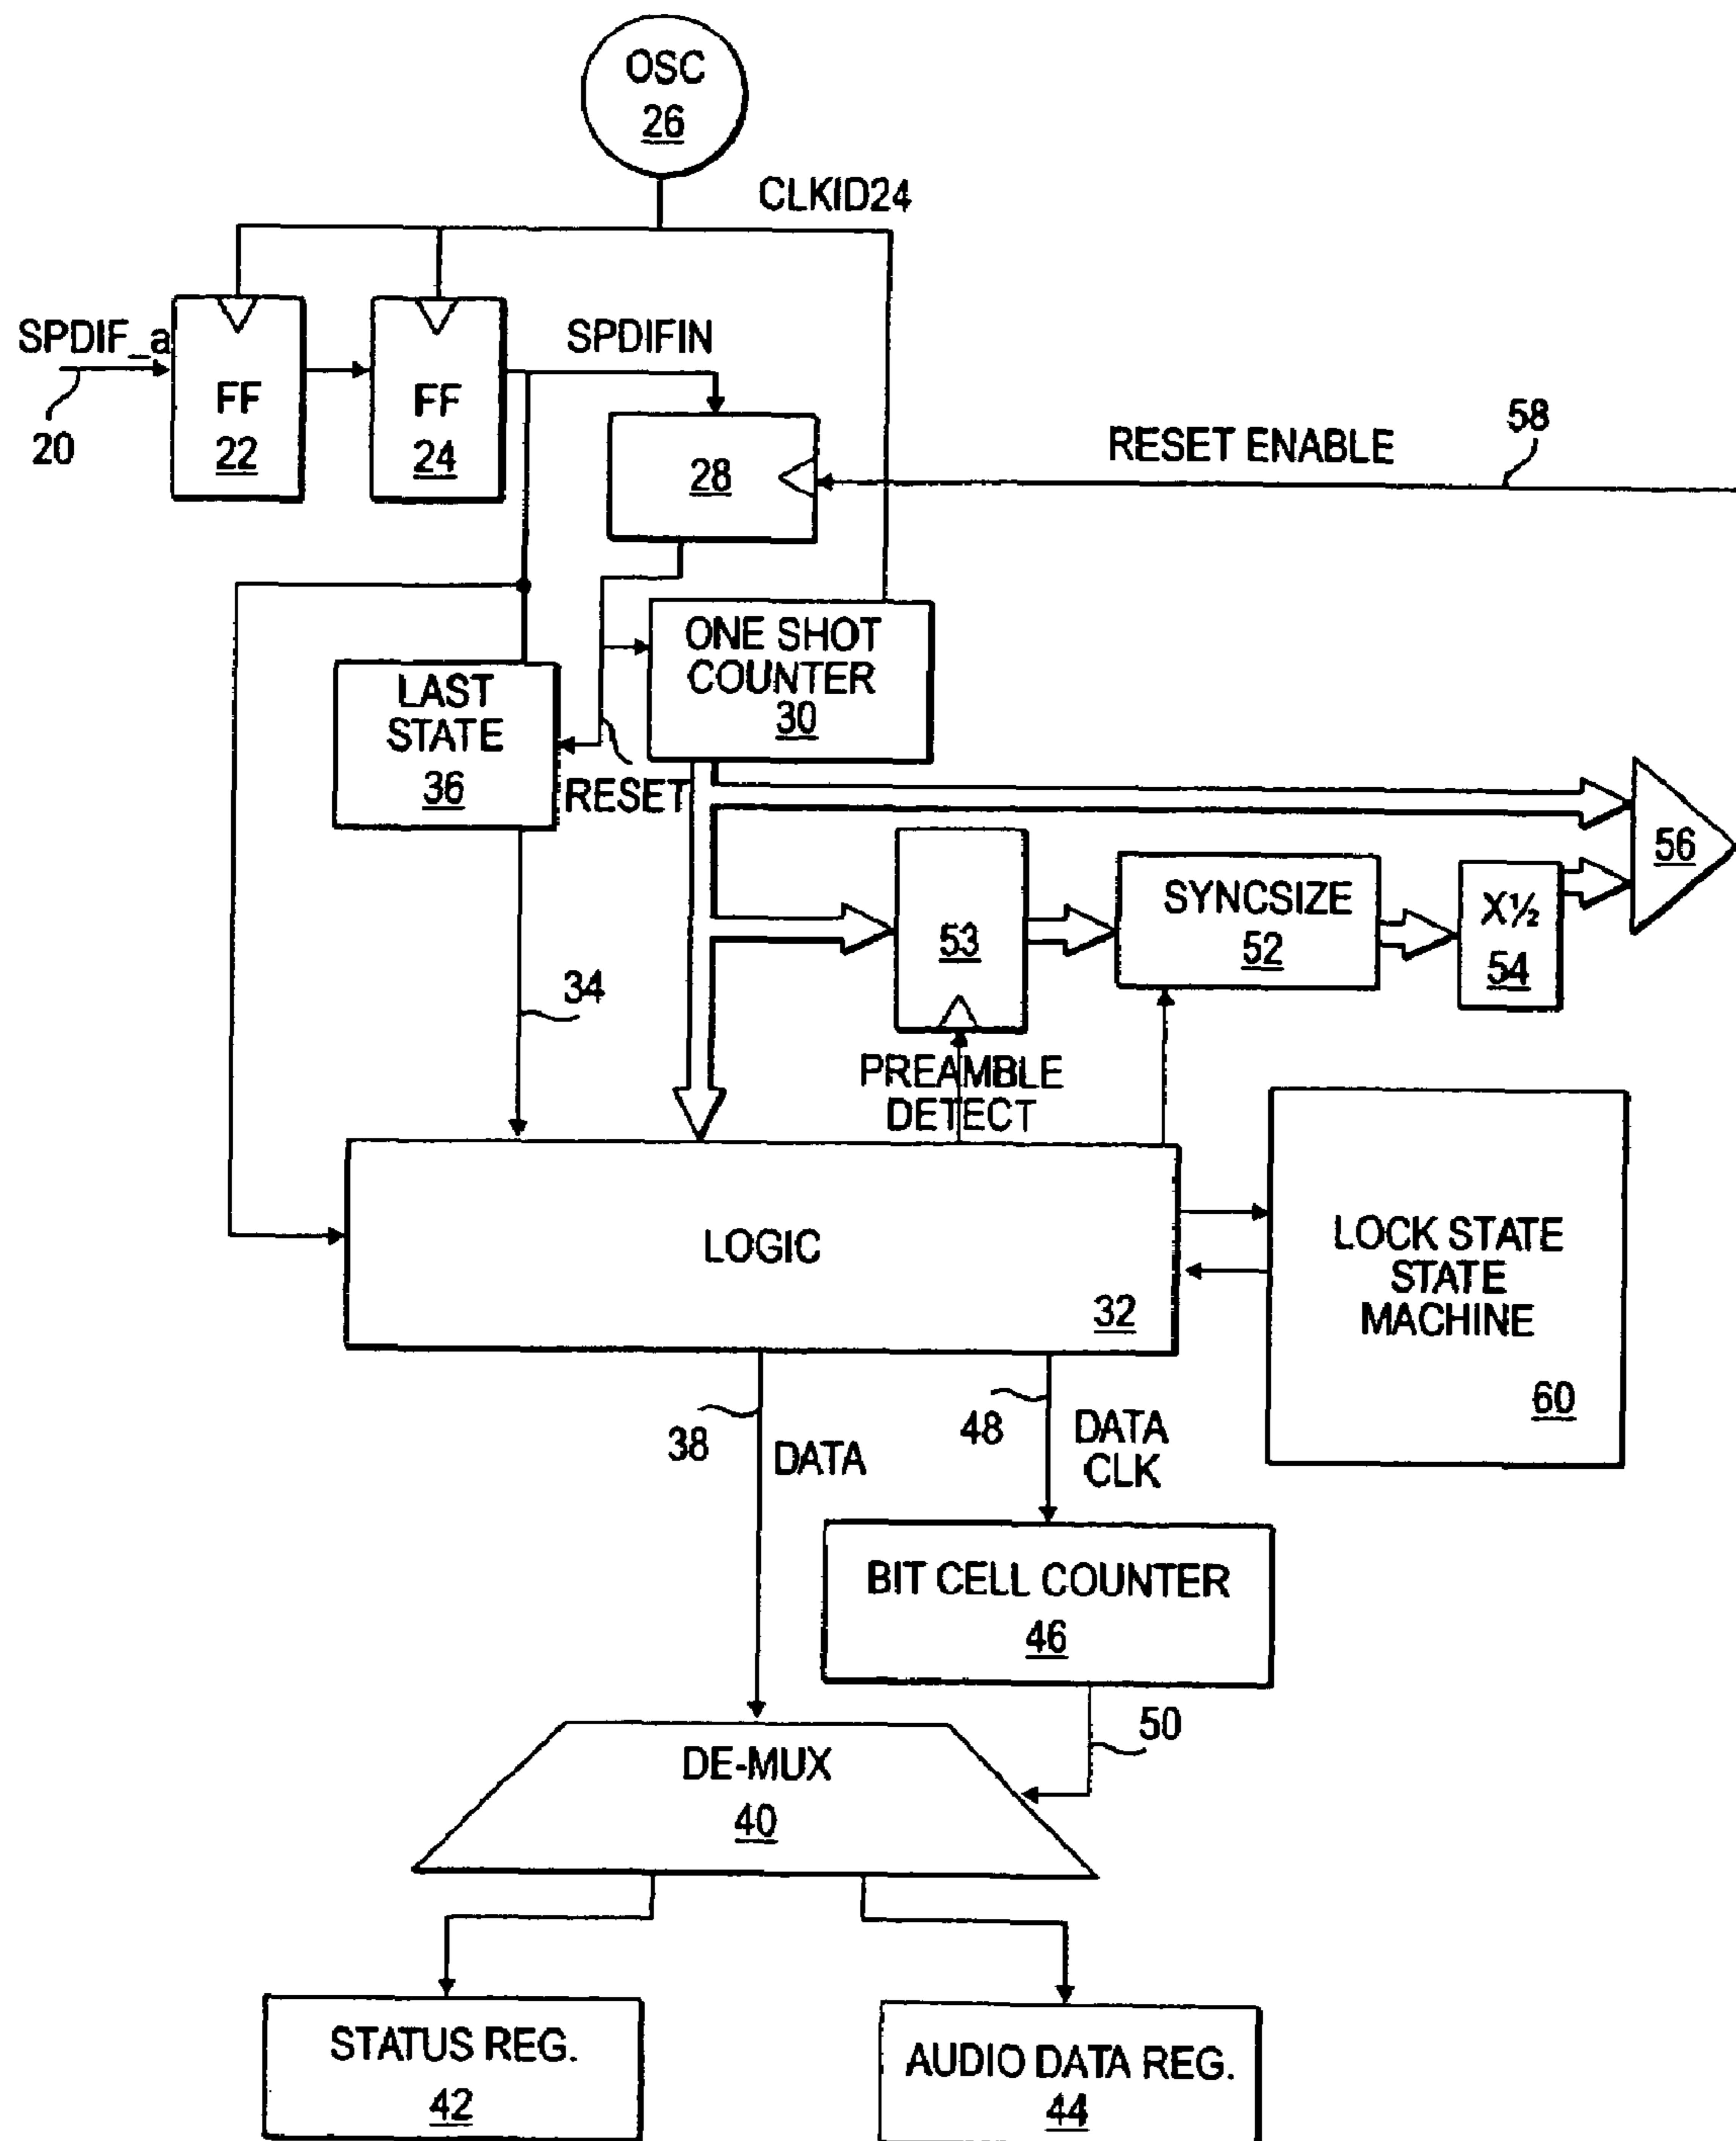 OSC
26
CLKID24
SPDIF_a
20
FF
22
FF
24
SPDIFIN
28
RESET ENABLE
58
ONE SHOT
COUNTER
30
LAST
STATE
36
RESET
56
53
SYNCSIZE
52
X½
54
34
PREAMBLE
DETECT
LOGIC
32
LOCK STATE
STATE
MACHINE
60
38
DATA
48
DATA
CLK
BIT CELL COUNTER
46
50
DE-MUX
40
STATUS REG.
42
AUDIO DATA REG.
44